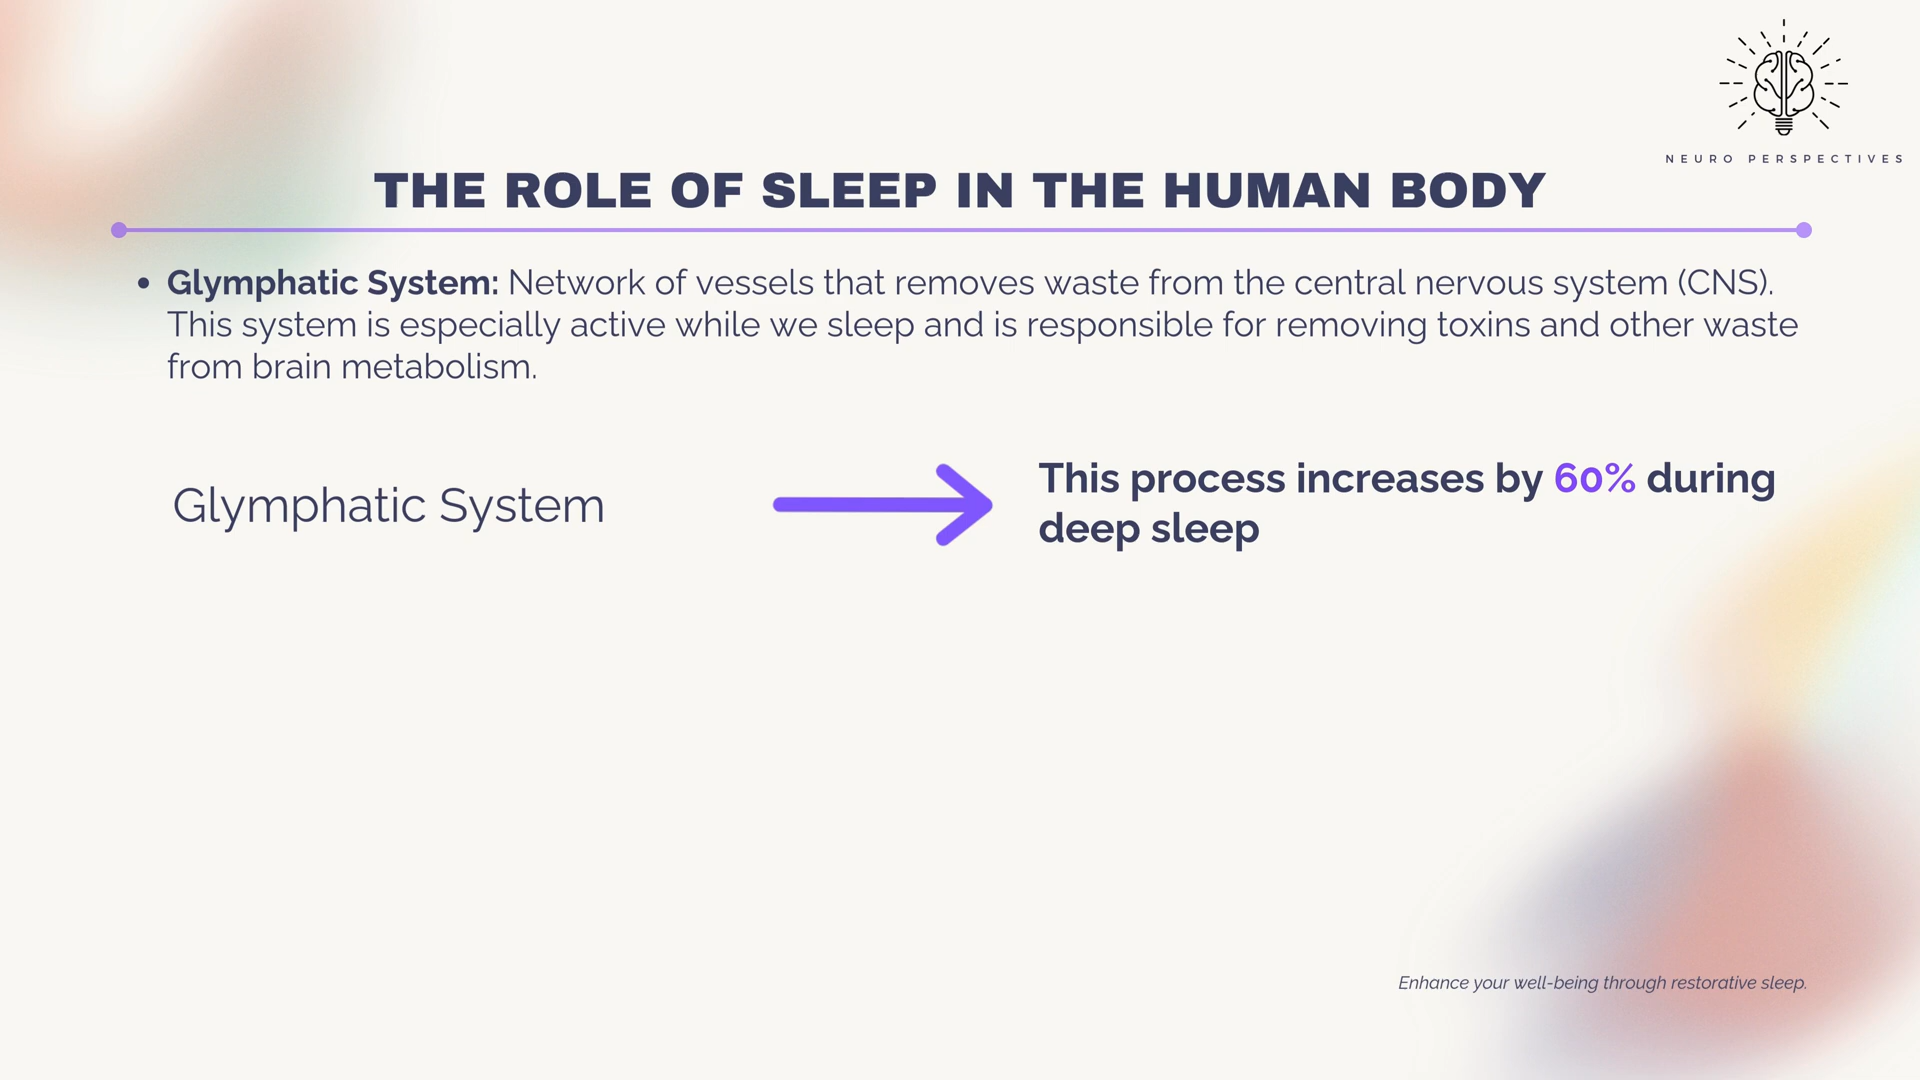 NEURO PERSPECTIVES
THE ROLE OF SLEEP IN THE HUMAN BODY
• Glymphatic System: Network of vessels that removes waste from the central nervous system (CNS).
This system is especially active while we sleep and is responsible for removing toxins and other waste
from brain metabolism.
Glymphatic System
This process increases by 60% during
deep sleep
Enhance your well-being through restorative sleep.